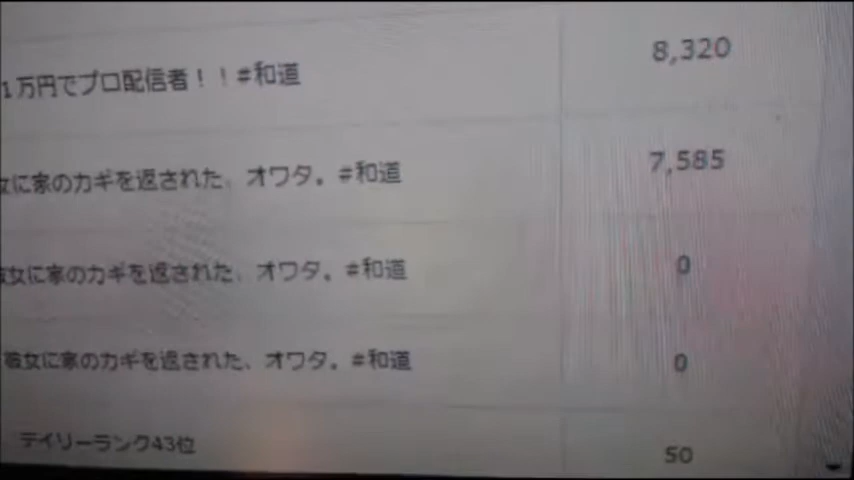 1万円でプロ配信者！！#和道 8,320
女に家のカギを返された、オワタ。#和道 7,585
彼女に家のカギを返された、オワタ。#和道 0
彼女に家のカギを返された、オワタ。#和道 0
デイリーランク43位 50